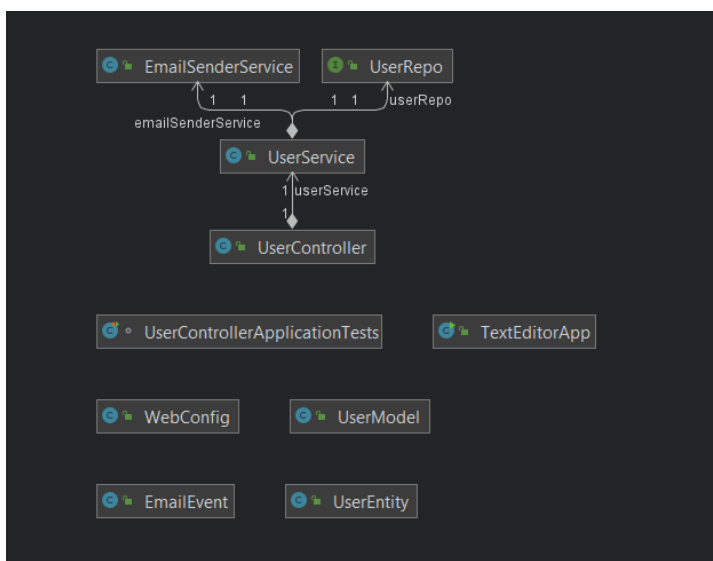 EmailSenderService UserRepo
1 1 1 1 userRepo
emailSenderService
UserService
1 userService
1
UserController
UserControllerApplicationTests TextEditorApp
WebConfig UserModel
EmailEvent UserEntity